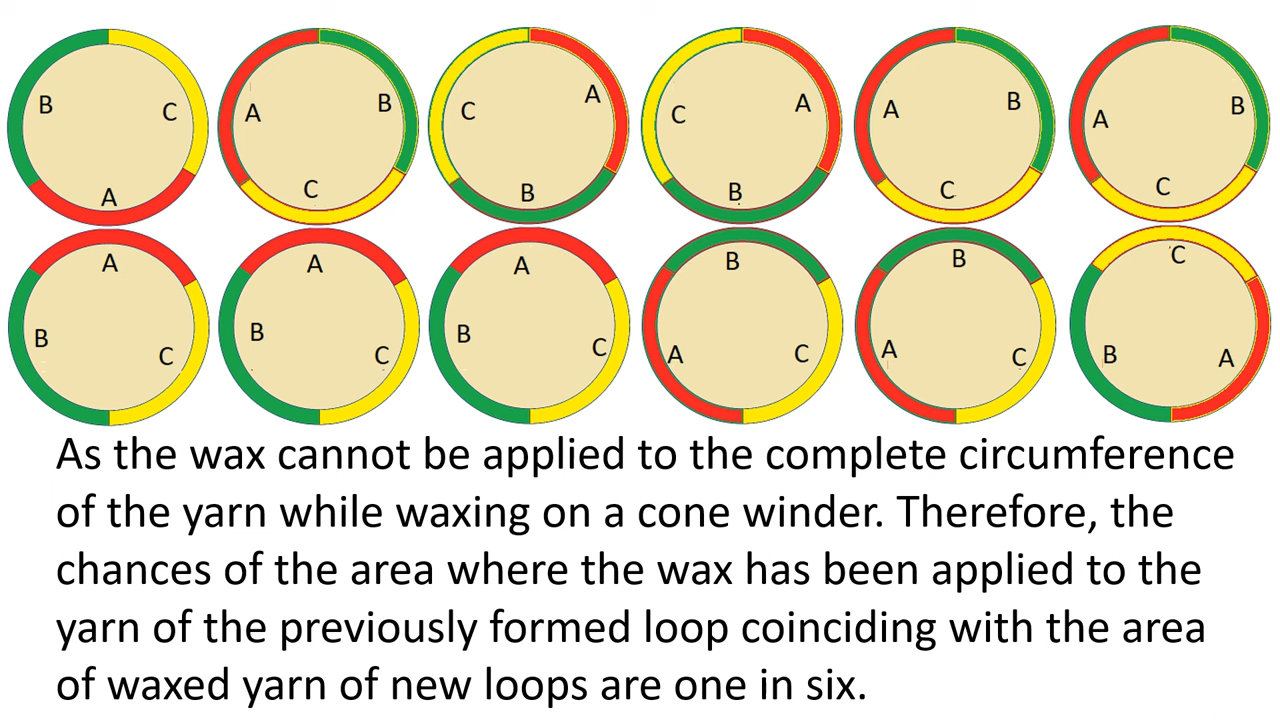 B C A B A C A C A B B C
A C B A C B
A A A B B C
B C B C B C A C A C B A
As the wax cannot be applied to the complete circumference
of the yarn while waxing on a cone winder. Therefore, the
chances of the area where the wax has been applied to the
yarn of the previously formed loop coinciding with the area
of waxed yarn of new loops are one in six.